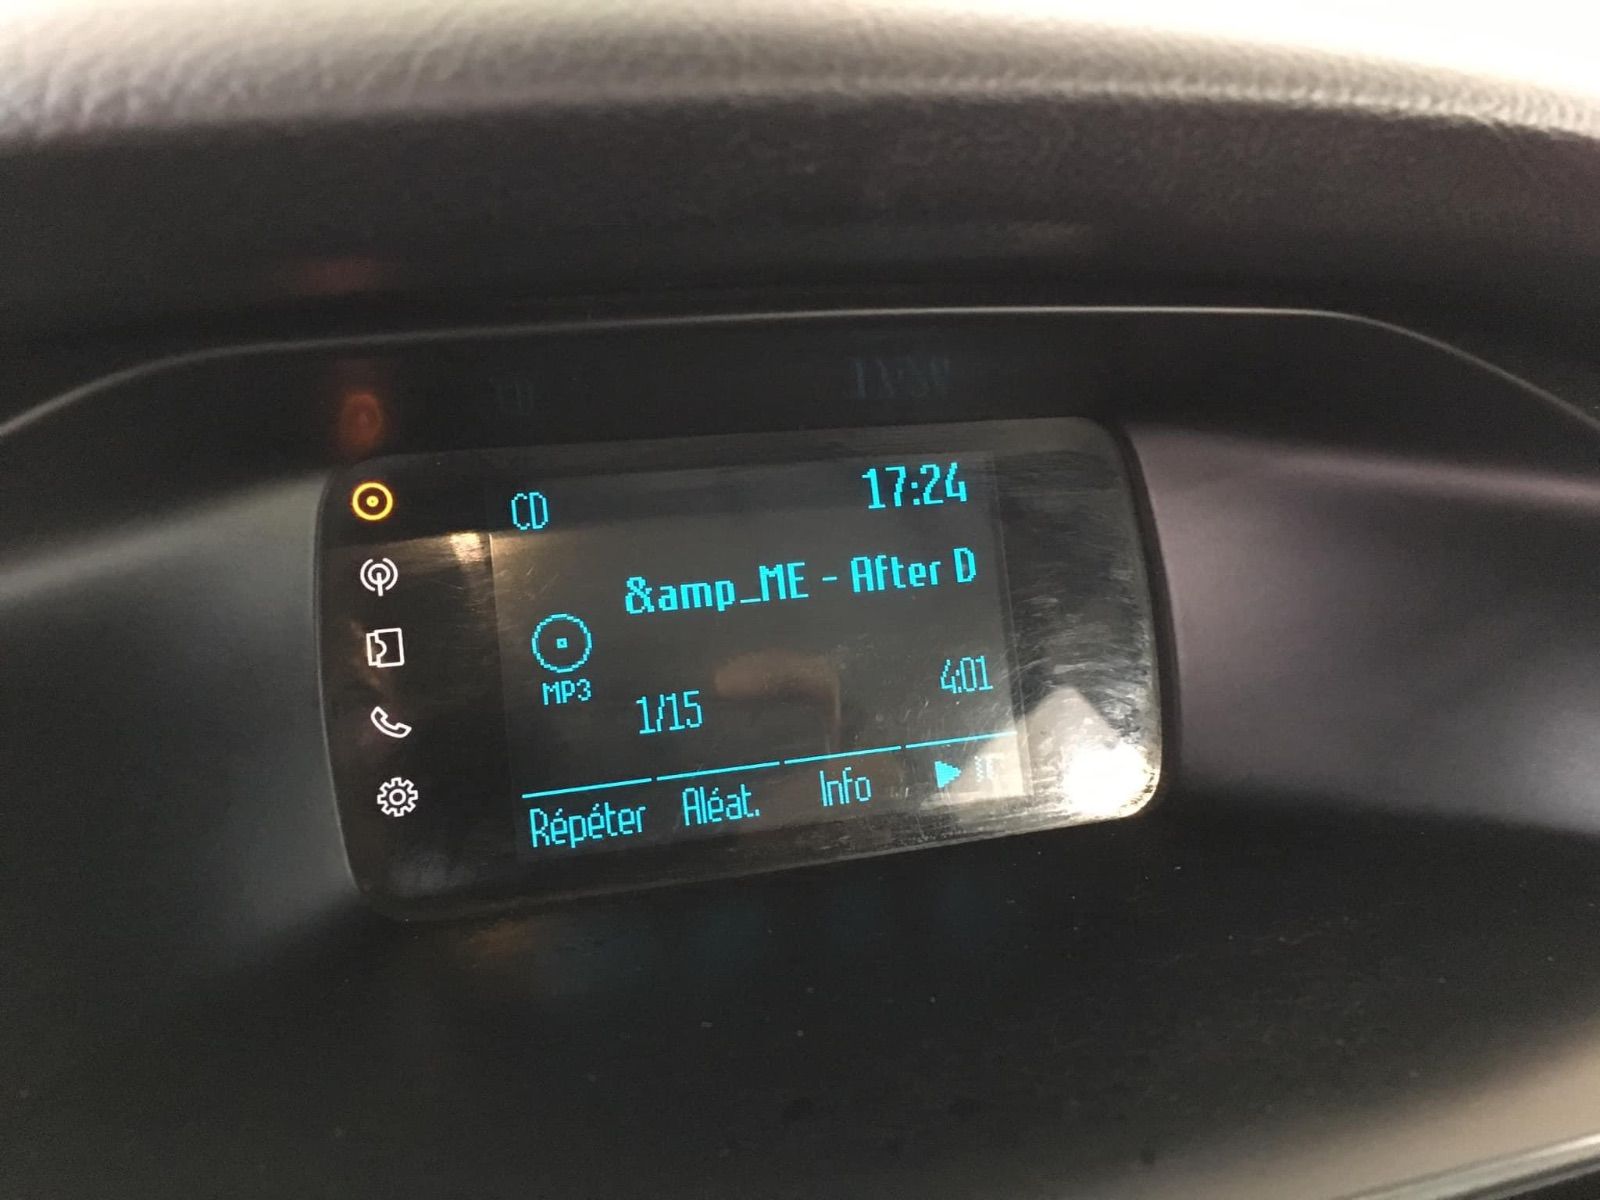 CD 17:24
&amp_ME - After D
MP3
1/15 4:01
Répéter Aléat. Info